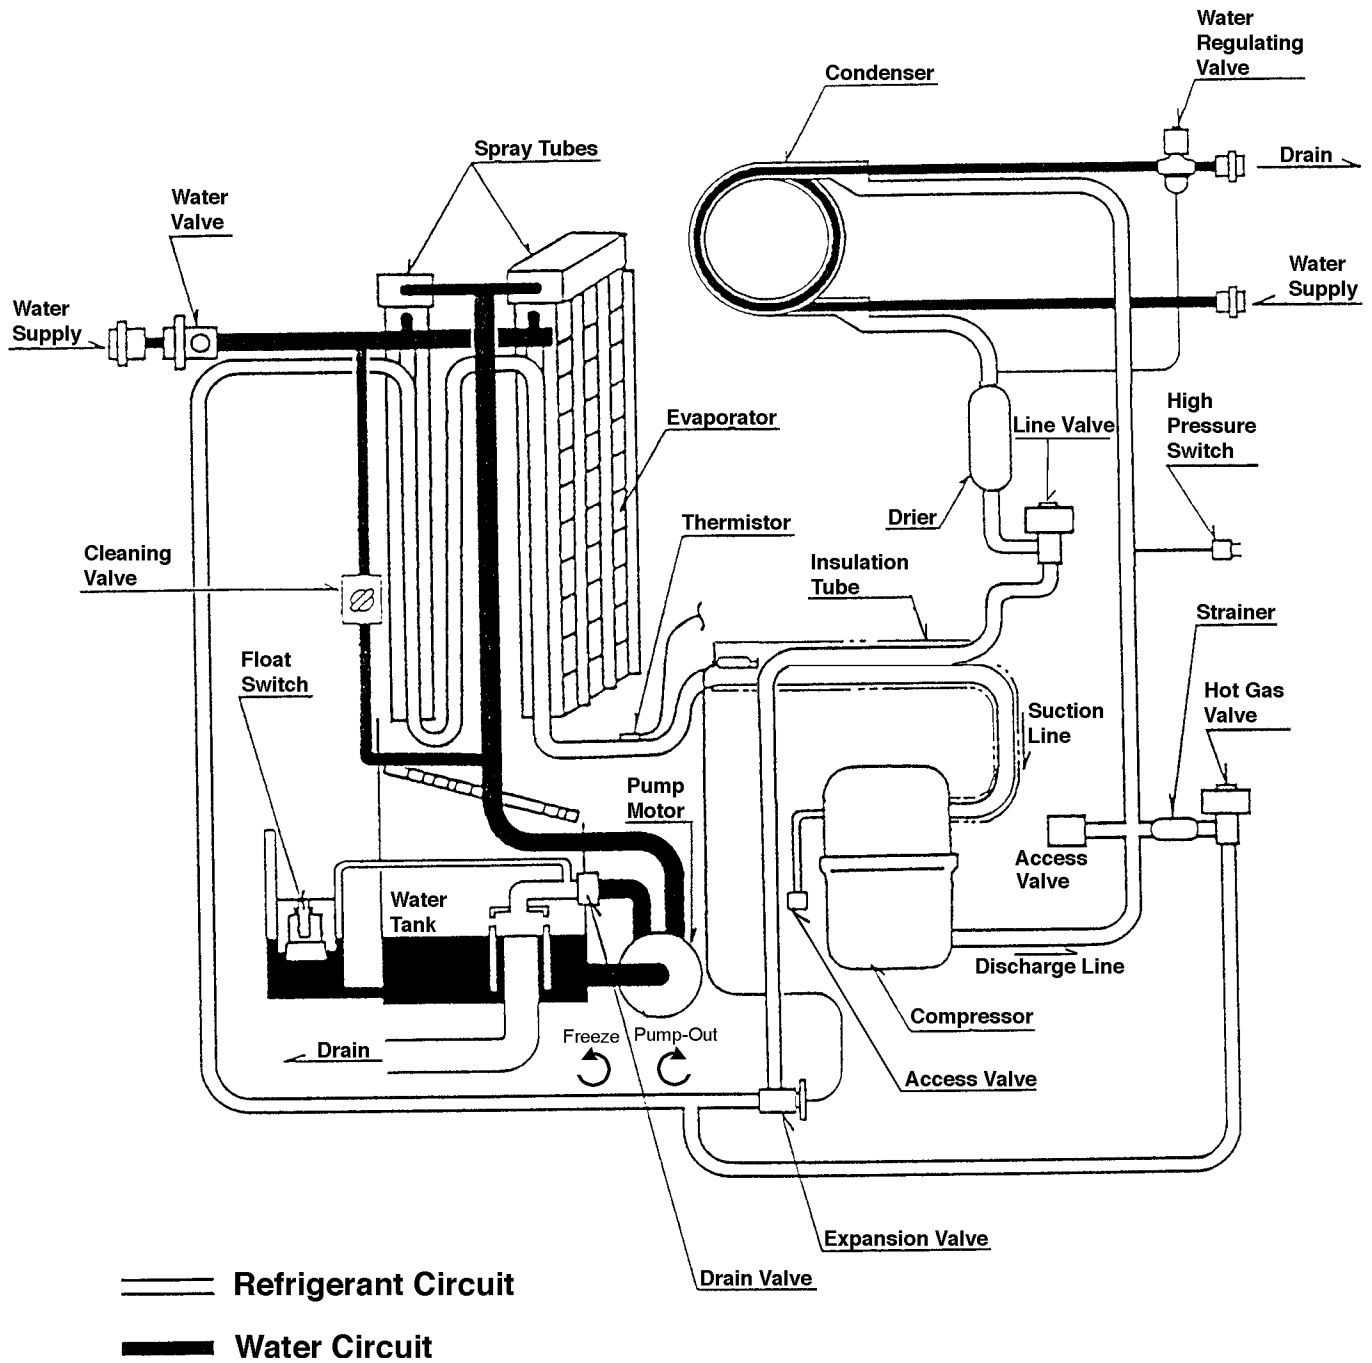 Water
Regulating
Valve
Condenser
Drain
Spray Tubes
Water
Valve
Water
Supply
Water
Supply
High
Pressure
Switch
Evaporator
Line Valve
Drier
Thermistor
Cleaning
Valve
Insulation
Tube
Strainer
Float
Switch
Hot Gas
Valve
Suction
Line
Pump
Motor
Access
Valve
Water
Tank
Discharge Line
Compressor
Freeze
Pump-Out
Drain
Access Valve
Expansion Valve
Drain Valve
Refrigerant Circuit
Water Circuit